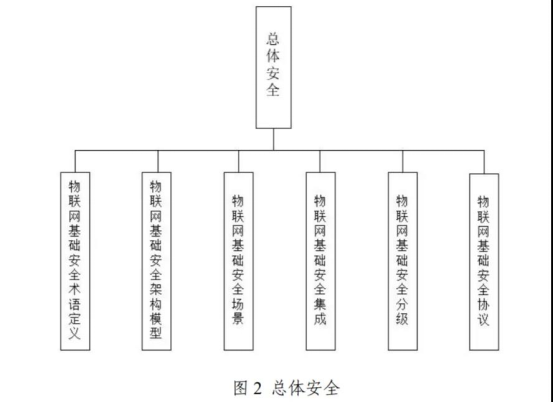 总体安全
物联网基础安全术语定义
物联网基础安全架构模型
物联网基础安全场景
物联网基础安全集成
物联网基础安全分级
物联网基础安全协议
图 2 总体安全